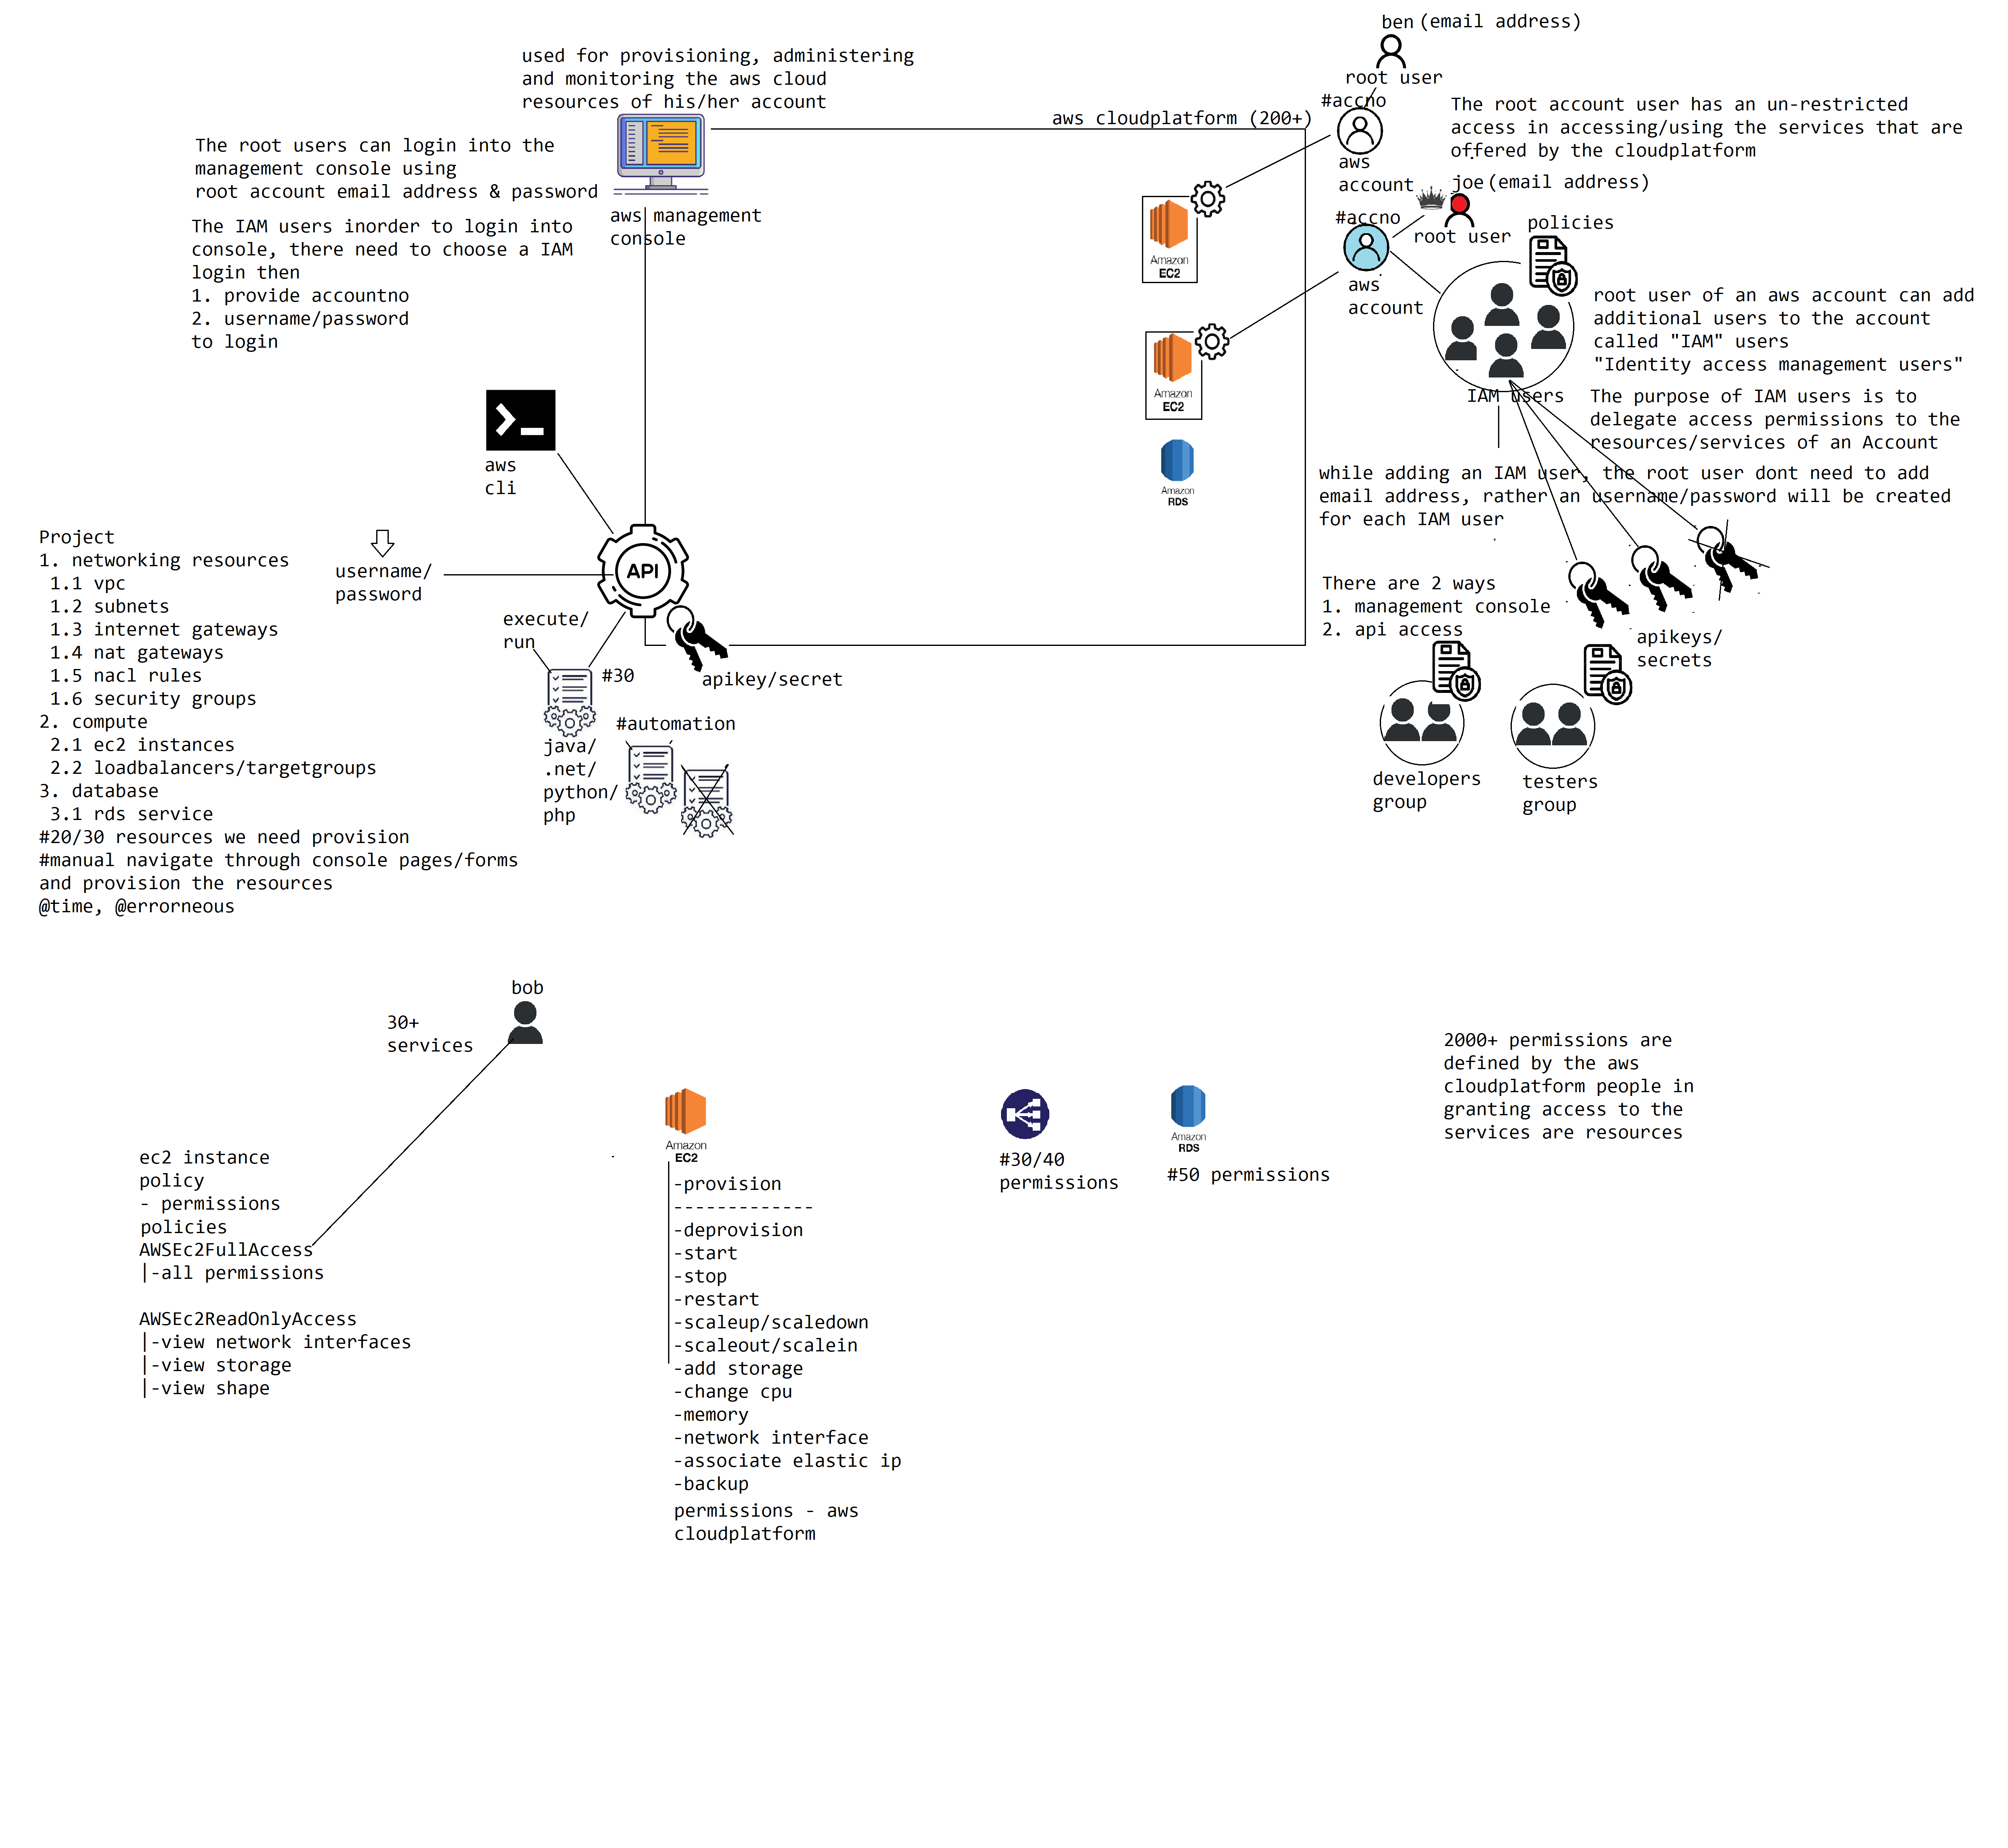 ben (email address)
root user
#accno
aws
account
used for provisioning, administering
and monitoring the aws cloud
resources of his/her account
aws cloudplatform (200+)
The root account user has an un-restricted
access in accessing/using the services that are
offered by the cloudplatform
The root users can login into the
management console using
root account email address & password
aws management
console
The IAM users inorder to login into
console, there need to choose a IAM
login then
1. provide accountno
2. username/password
to login
joe (email address)
root user
#accno
aws
account
policies
Amazon
EC2
Amazon
EC2
Amazon
RDS
root user of an aws account can add
additional users to the account
called "IAM" users
"Identity access management users"
IAM users
The purpose of IAM users is to
delegate access permissions to the
resources/services of an Account
while adding an IAM user, the root user dont need to add
email address, rather an username/password will be created
for each IAM user
aws
cli
API
username/
password
execute/
run
#30
apikey/secret
#automation
java/
.net/
python/
php
Project
1. networking resources
1.1 vpc
1.2 subnets
1.3 internet gateways
1.4 nat gateways
1.5 nacl rules
1.6 security groups
2. compute
2.1 ec2 instances
2.2 loadbalancers/targetgroups
3. database
3.1 rds service
#20/30 resources we need provision
#manual navigate through console pages/forms
and provision the resources
@time, @errorneous
There are 2 ways
1. management console
2. api access
apikeys/
secrets
developers
group
testers
group
bob
30+
services
ec2 instance
policy
- permissions
policies
AWSEc2FullAccess
|-all permissions
AWSEc2ReadOnlyAccess
|-view network interfaces
|-view storage
|-view shape
Amazon
EC2
-provision
-------------
-deprovision
-start
-stop
-restart
-scaleup/scaledown
-scaleout/scalein
-add storage
-change cpu
-memory
-network interface
-associate elastic ip
-backup
permissions - aws
cloudplatform
#30/40
permissions
Amazon
RDS
#50 permissions
2000+ permissions are
defined by the aws
cloudplatform people in
granting access to the
services are resources